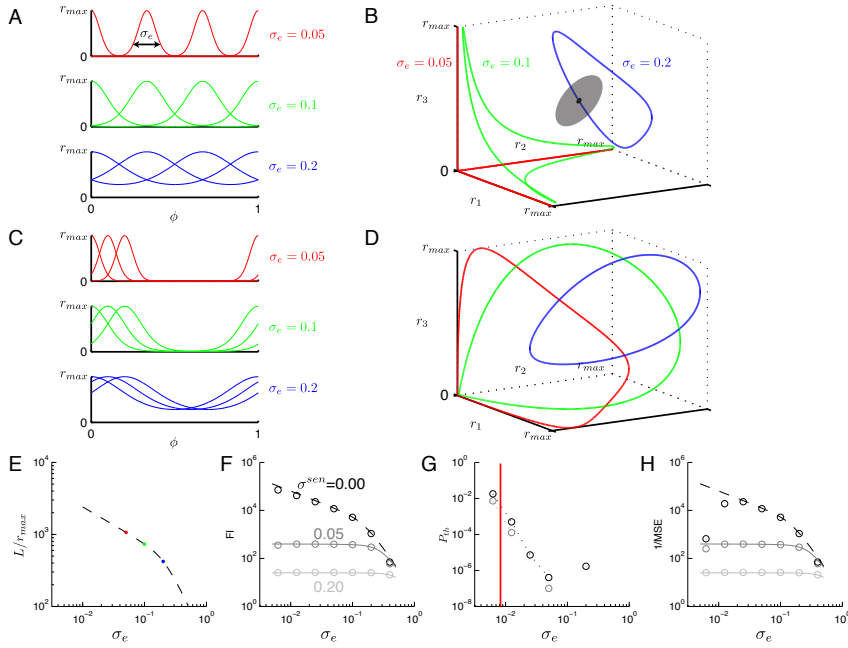 A
r_max
σ_e
σ_e = 0.05
0
r_max
σ_e = 0.1
0
r_max
σ_e = 0.2
0
0 φ 1
B
r_max
σ_e = 0.05
σ_e = 0.1
σ_e = 0.2
r_3
r_2
r_max
0
r_1
r_max
C
r_max
σ_e = 0.05
0
r_max
σ_e = 0.1
0
r_max
σ_e = 0.2
0
0 φ 1
D
r_max
r_3
r_2
r_max
0
r_1
r_max
E
10^4
L/r_max
10^3
10^2
10^-2 10^-1 10^0
σ_e
F
10^6
σ^sen=0.00
FI
10^4
0.05
10^2
0.20
10^0
10^-2 10^-1 10^0
σ_e
G
10^0
10^-2
P_th
10^-4
10^-6
10^-8
10^-2 10^-1 10^0
σ_e
H
10^6
10^4
1/MSE
10^2
10^0
10^-2 10^-1 10^0
σ_e